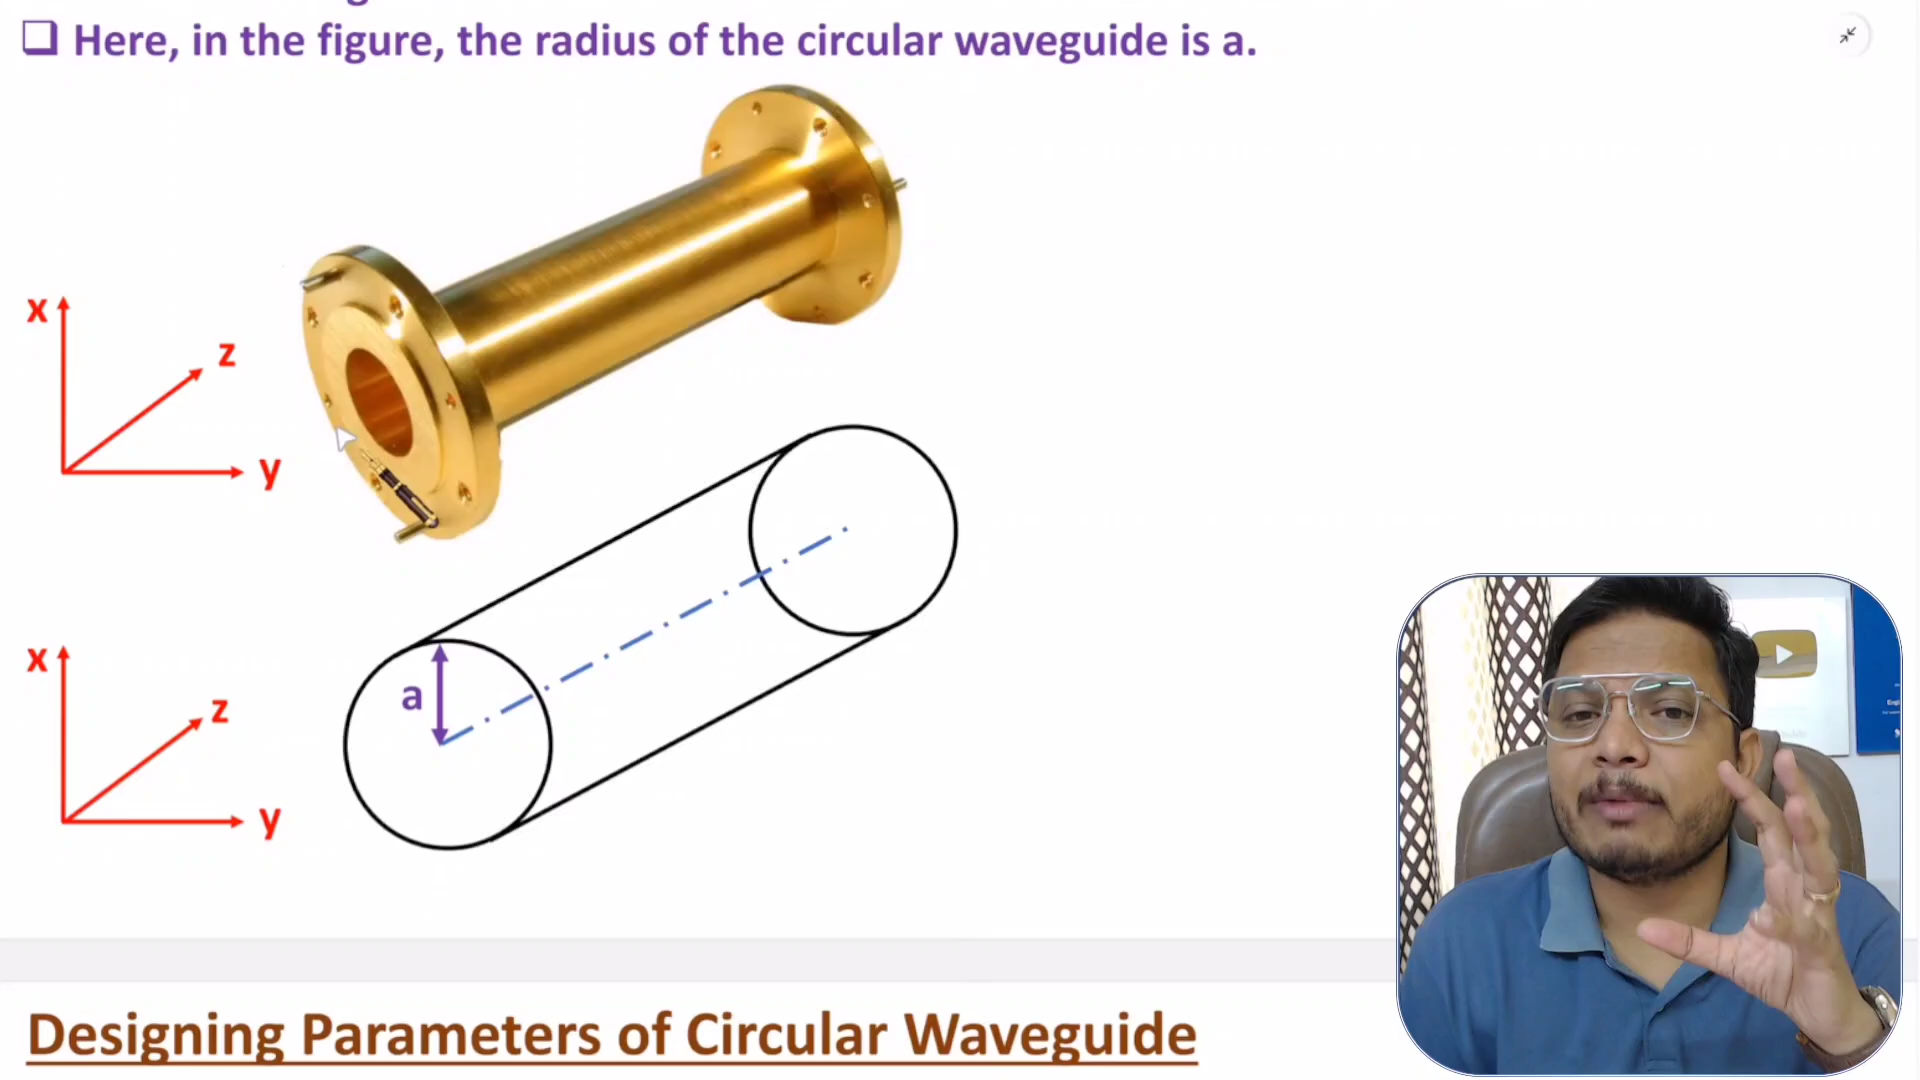 Here, in the figure, the radius of the circular waveguide is a.
x
z
y
x
z
a
y
Designing Parameters of Circular Waveguide